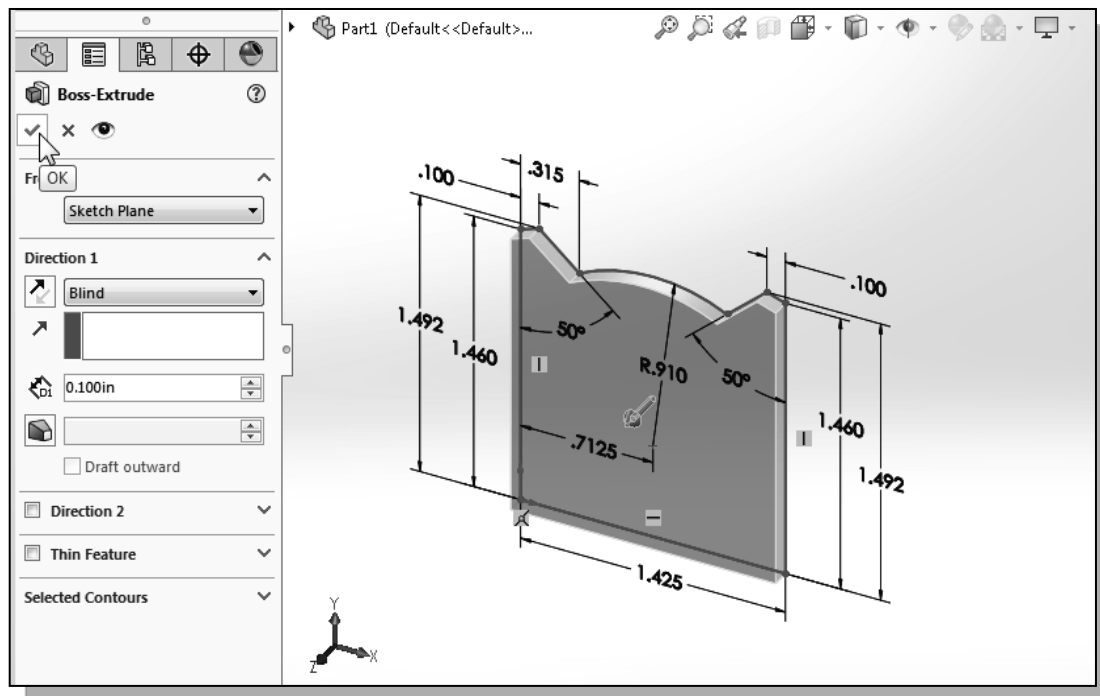 Part1 (Default<<Default>...
Boss-Extrude
OK
Sketch Plane
Direction 1
Blind
D1
0.100in
Draft outward
Direction 2
Thin Feature
Selected Contours
.100
.315
.100
1.492
1.460
50°
R.910
50°
1.460
1.492
.7125
1.425
Y
X
Z